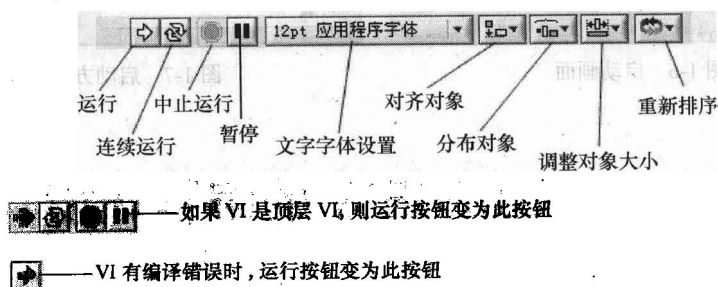 12pt 应用程序字体
运行
中止运行
对齐对象
重新排序
连续运行
暂停
文字字体设置
分布对象
调整对象大小
如果 VI 是顶层 VI, 则运行按钮变为此按钮
VI 有编译错误时，运行按钮变为此按钮